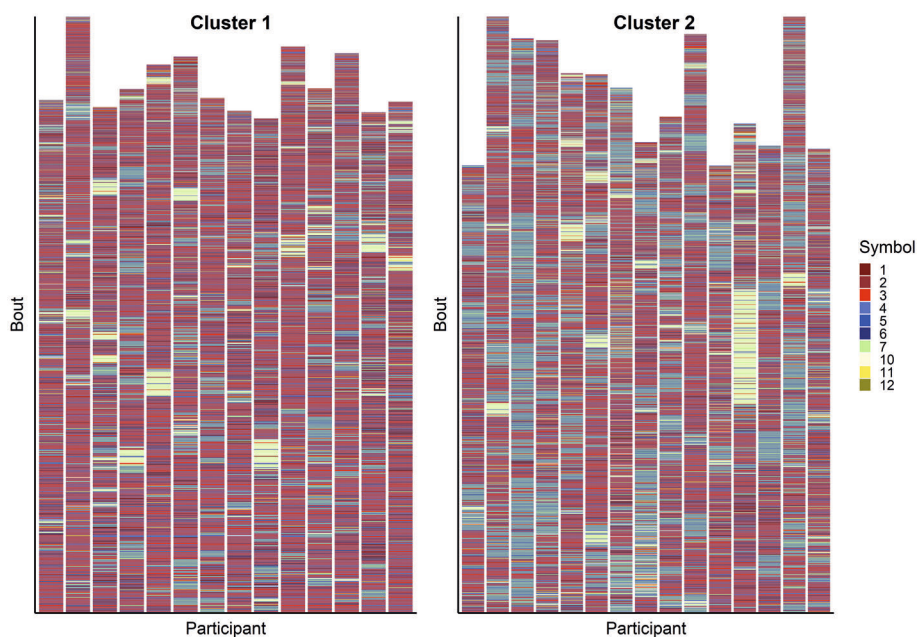 Cluster 1
Cluster 2
Bout
Bout
Participant
Participant
Symbol
1
2
3
4
5
6
7
10
11
12